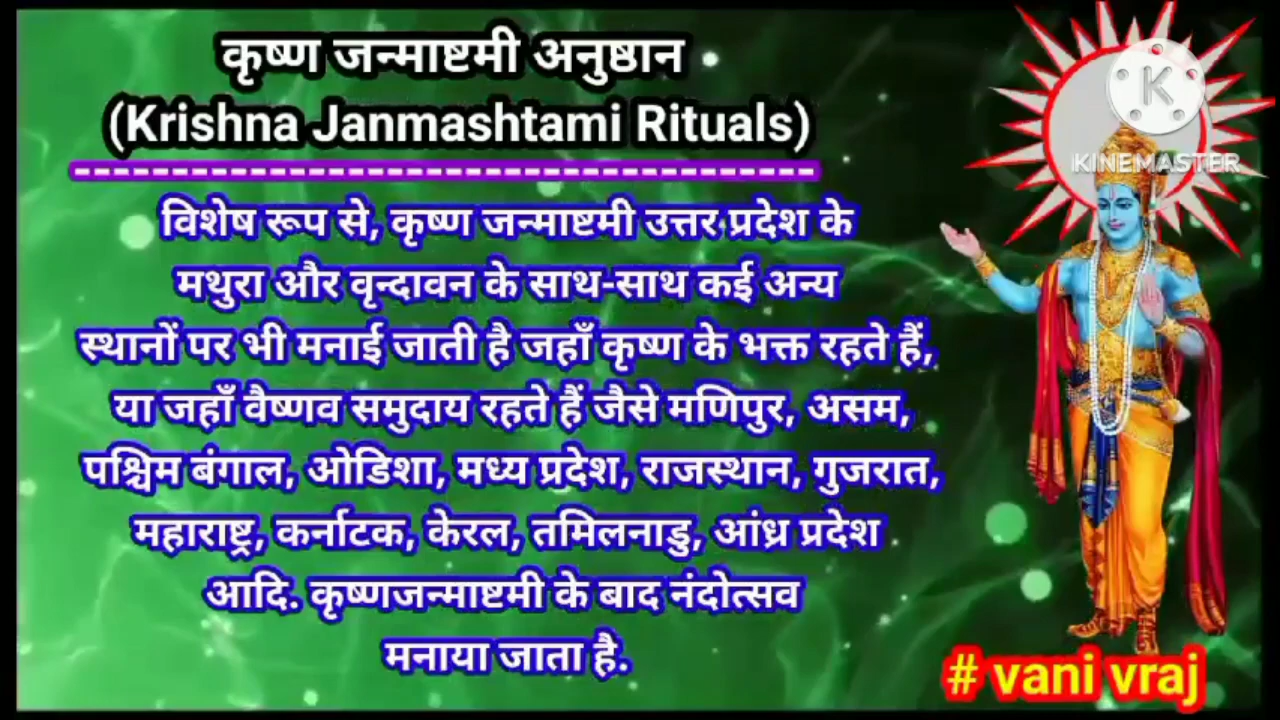 कृष्ण जन्माष्टमी अनुष्ठान
(Krishna Janmashtami Rituals)
विशेष रूप से, कृष्ण जन्माष्टमी उत्तर प्रदेश के
मथुरा और वृन्दावन के साथ-साथ कई अन्य
स्थानों पर भी मनाई जाती है जहाँ कृष्ण के भक्त रहते हैं,
या जहाँ वैष्णव समुदाय रहते हैं जैसे मणिपुर, असम,
पश्चिम बंगाल, ओडिशा, मध्य प्रदेश, राजस्थान, गुजरात,
महाराष्ट्र, कर्नाटक, केरल, तमिलनाडु, आंध्र प्रदेश
आदि. कृष्णजन्माष्टमी के बाद नंदोत्सव
मनाया जाता है.
K
KINEMASTER
# vani vraj